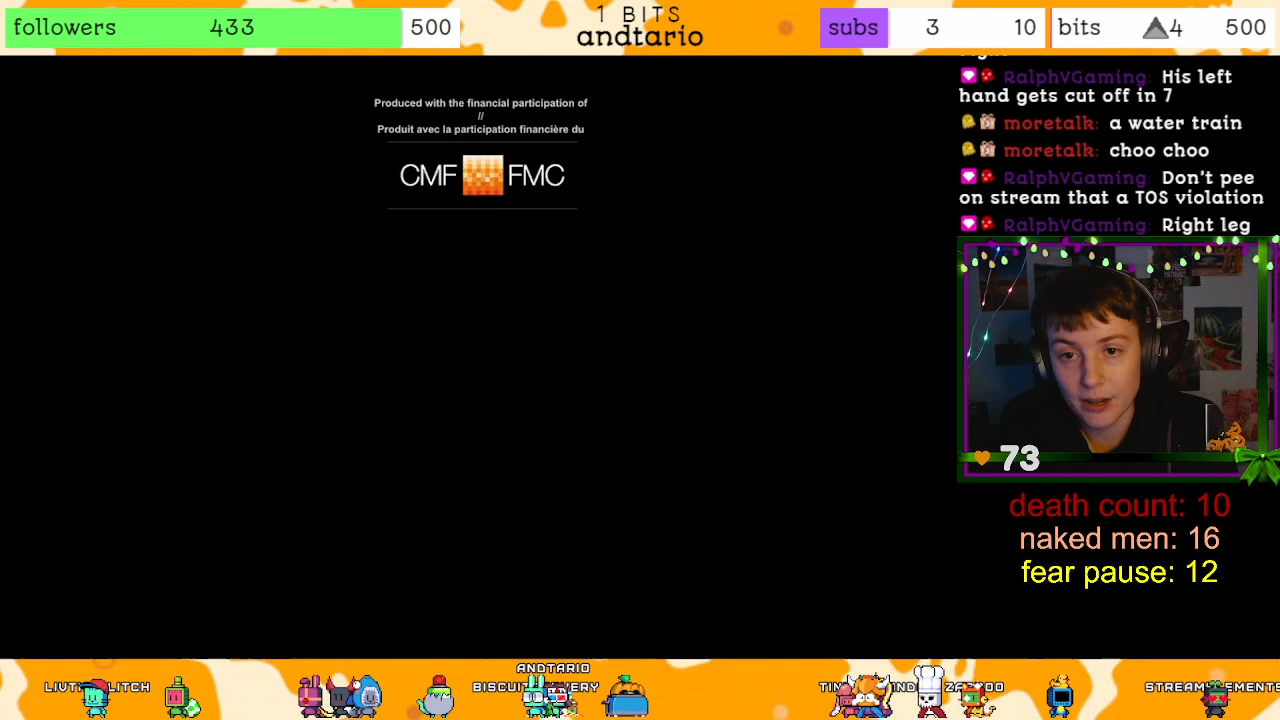 followers 433 500
1 BITS
andtario
subs 3 10
bits 4 500
RalphVGaming: His left
hand gets cut off in 7
moretalk: a water train
moretalk: choo choo
RalphVGaming: Don't pee
on stream that a TOS violation
RalphVGaming: Right leg
Produced with the financial participation of
//
Produit avec la participation financière du
CMF FMC
73
death count: 10
naked men: 16
fear pause: 12
ANDTARIO